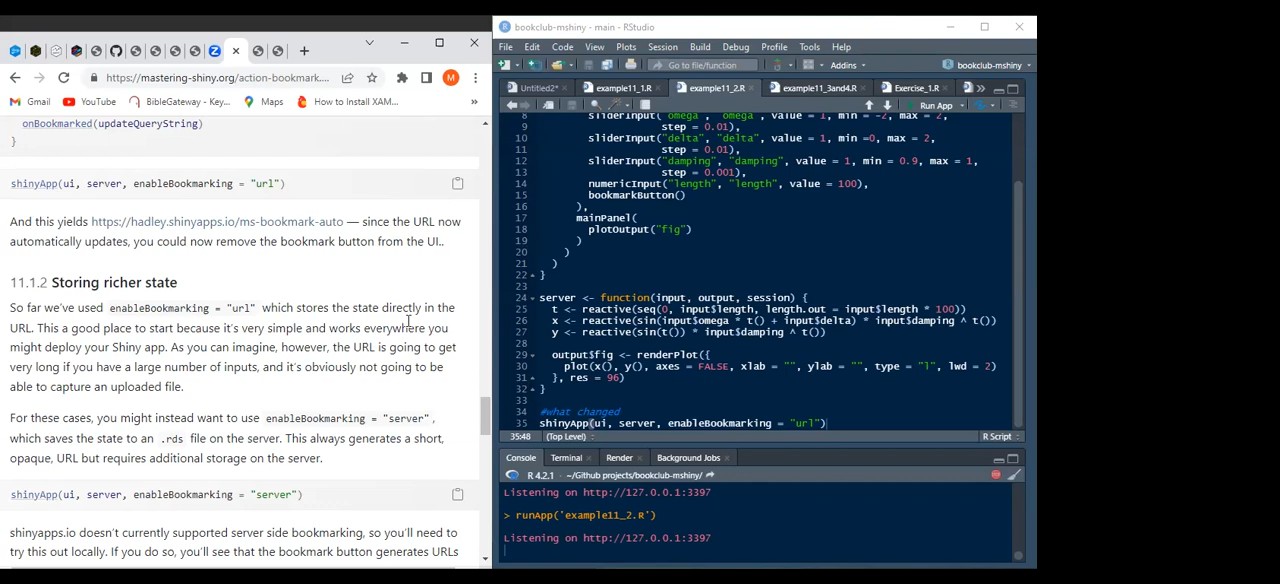 bookclub-mshiny - main - RStudio
https://mastering-shiny.org/action-bookmark....
M
Gmail
YouTube
BibleGateway - Key...
Maps
How to Install XAM...
»
onBookmarked(updateQueryString)
}
shinyApp(ui, server, enableBookmarking = "url")
And this yields https://hadley.shinyapps.io/ms-bookmark-auto — since the URL now
automatically updates, you could now remove the bookmark button from the UI..
11.1.2 Storing richer state
So far we've used enableBookmarking = "url" which stores the state directly in the
URL. This a good place to start because it's very simple and works everywhere you
might deploy your Shiny app. As you can imagine, however, the URL is going to get
very long if you have a large number of inputs, and it's obviously not going to be
able to capture an uploaded file.
For these cases, you might instead want to use enableBookmarking = "server",
which saves the state to an .rds file on the server. This always generates a short,
opaque, URL but requires additional storage on the server.
shinyApp(ui, server, enableBookmarking = "server")
shinyapps.io doesn't currently supported server side bookmarking, so you'll need to
try this out locally. If you do so, you'll see that the bookmark button generates URLs
File Edit Code View Plots Session Build Debug Profile Tools Help
Go to file/function
Addins
bookclub-mshiny
Untitled2*
example11_1.R
example11_2.R
example11_3and4.R
Exercise_1.R
Run App
8 sliderInput("omega", "omega", value = 1, min = -2, max = 2,
9 step = 0.01),
10 sliderInput("delta", "delta", value = 1, min =0, max = 2,
11 step = 0.01),
12 sliderInput("damping", "damping", value = 1, min = 0.9, max = 1,
13 step = 0.001),
14 numericInput("length", "length", value = 100),
15 bookmarkButton()
16 ),
17 mainPanel(
18 plotOutput("fig")
19 )
20 )
21 )
22 }
23
24 server <- function(input, output, session) {
25 t <- reactive(seq(0, input$length, length.out = input$length * 100))
26 x <- reactive(sin(input$omega * t() + input$delta) * input$damping ^ t())
27 y <- reactive(sin(t()) * input$damping ^ t())
28
29 output$fig <- renderPlot({
30 plot(x(), y(), axes = FALSE, xlab = "", ylab = "", type = "l", lwd = 2)
31 }, res = 96)
32 }
33
34 #what changed
35 shinyApp(ui, server, enableBookmarking = "url")
35:48 (Top Level) R Script
Console Terminal Render Background Jobs
R 4.2.1 · ~/Github projects/bookclub-mshiny/
Listening on http://127.0.0.1:3397
> runApp('example11_2.R')
Listening on http://127.0.0.1:3397